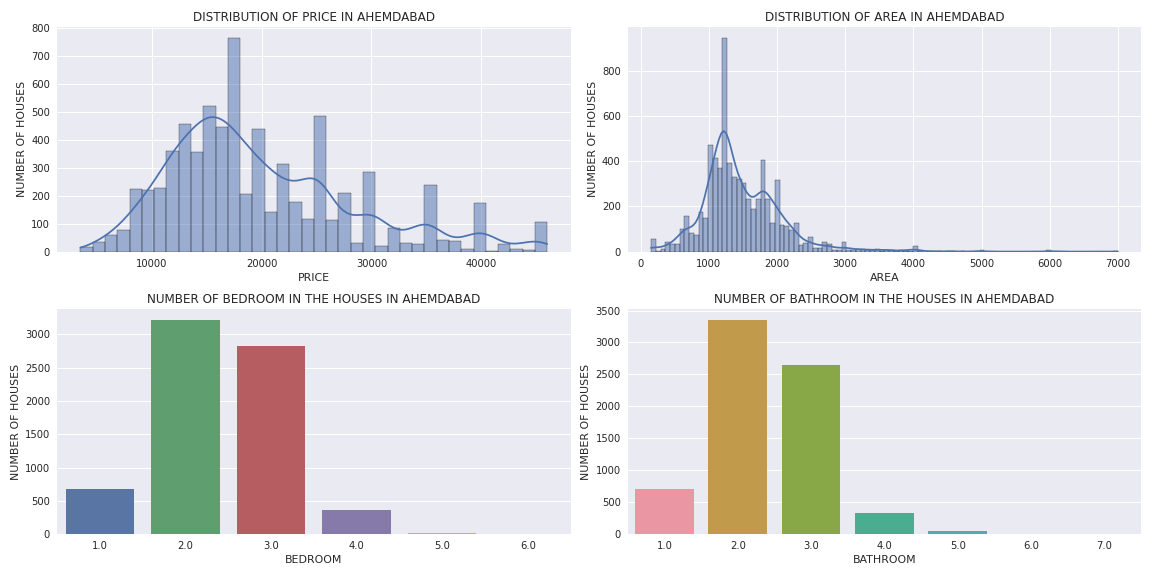 DISTRIBUTION OF PRICE IN AHEMDABAD
NUMBER OF HOUSES
800
700
600
500
400
300
200
100
0
10000 20000 30000 40000
PRICE
DISTRIBUTION OF AREA IN AHEMDABAD
NUMBER OF HOUSES
800
600
400
200
0
0 1000 2000 3000 4000 5000 6000 7000
AREA
NUMBER OF BEDROOM IN THE HOUSES IN AHEMDABAD
NUMBER OF HOUSES
3000
2500
2000
1500
1000
500
0
1.0 2.0 3.0 4.0 5.0 6.0
BEDROOM
NUMBER OF BATHROOM IN THE HOUSES IN AHEMDABAD
NUMBER OF HOUSES
3500
3000
2500
2000
1500
1000
500
0
1.0 2.0 3.0 4.0 5.0 6.0 7.0
BATHROOM